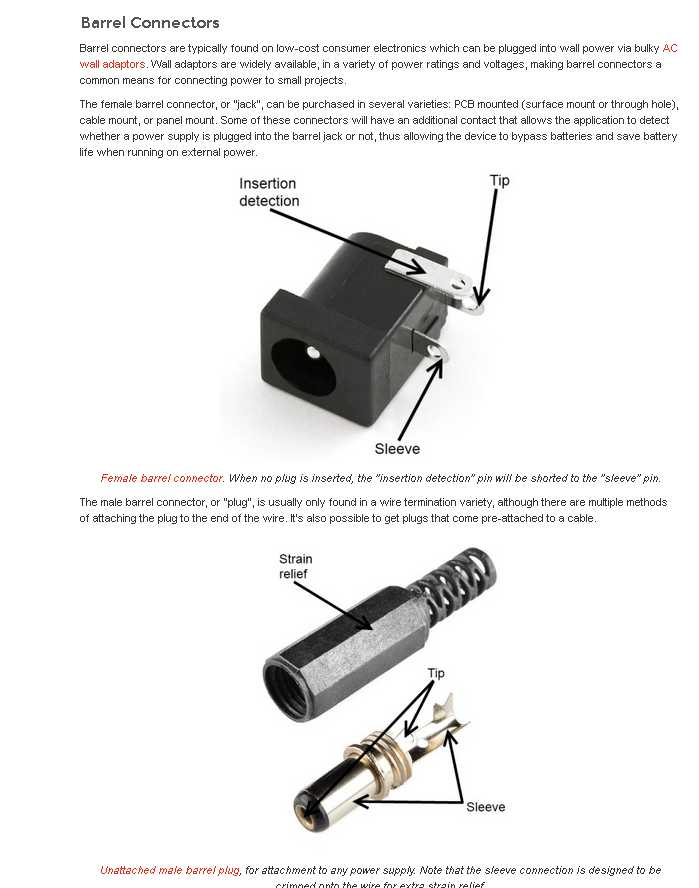 Barrel Connectors
Barrel connectors are typically found on low-cost consumer electronics which can be plugged into wall power via bulky AC
wall adaptors. Wall adaptors are widely available, in a variety of power ratings and voltages, making barrel connectors a
common means for connecting power to small projects.
The female barrel connector, or "jack", can be purchased in several varieties: PCB mounted (surface mount or through hole),
cable mount, or panel mount. Some of these connectors will have an additional contact that allows the application to detect
whether a power supply is plugged into the barrel jack or not, thus allowing the device to bypass batteries and save battery
life when running on external power.
Insertion
detection
Tip
Sleeve
Female barrel connector. When no plug is inserted, the "insertion detection" pin will be shorted to the "sleeve" pin.
The male barrel connector, or "plug", is usually only found in a wire termination variety, although there are multiple methods
of attaching the plug to the end of the wire. It's also possible to get plugs that come pre-attached to a cable.
Strain
relief
Tip
Sleeve
Unattached male barrel plug, for attachment to any power supply. Note that the sleeve connection is designed to be
crimped onto the wire for extra strain relief.